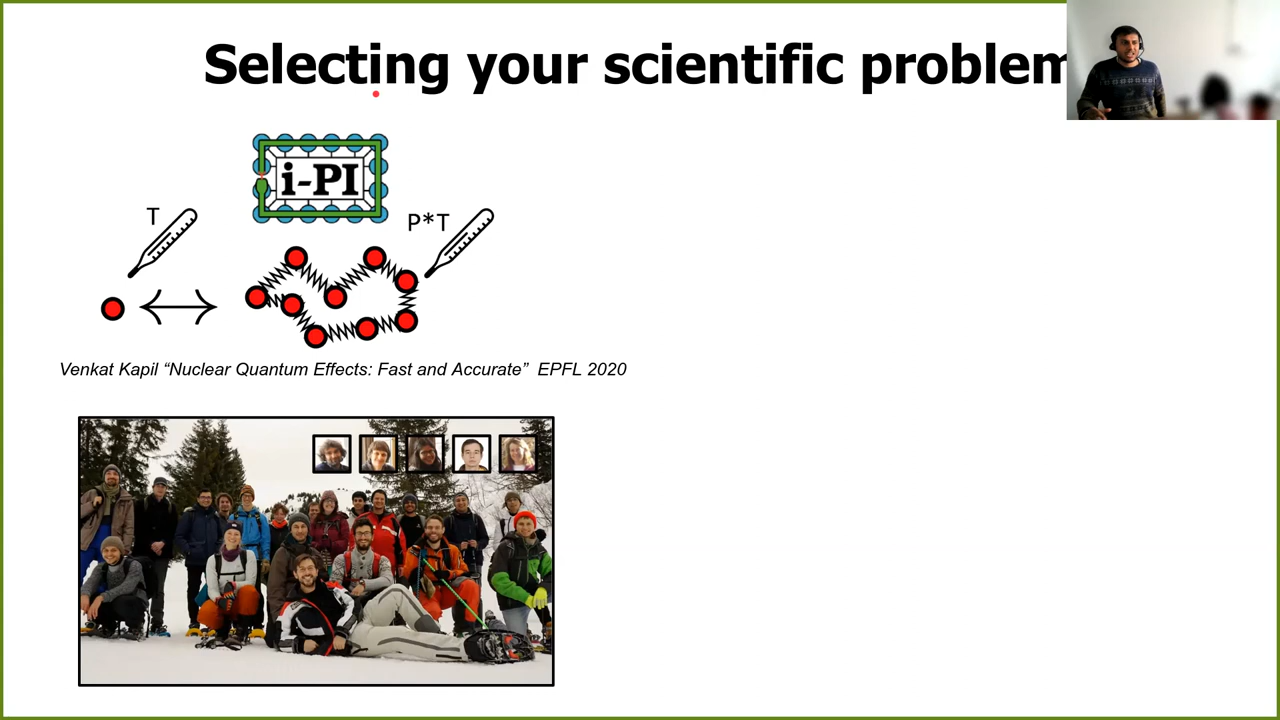 Selecting your scientific problem
i-PI
T
P*T
Venkat Kapil “Nuclear Quantum Effects: Fast and Accurate” EPFL 2020